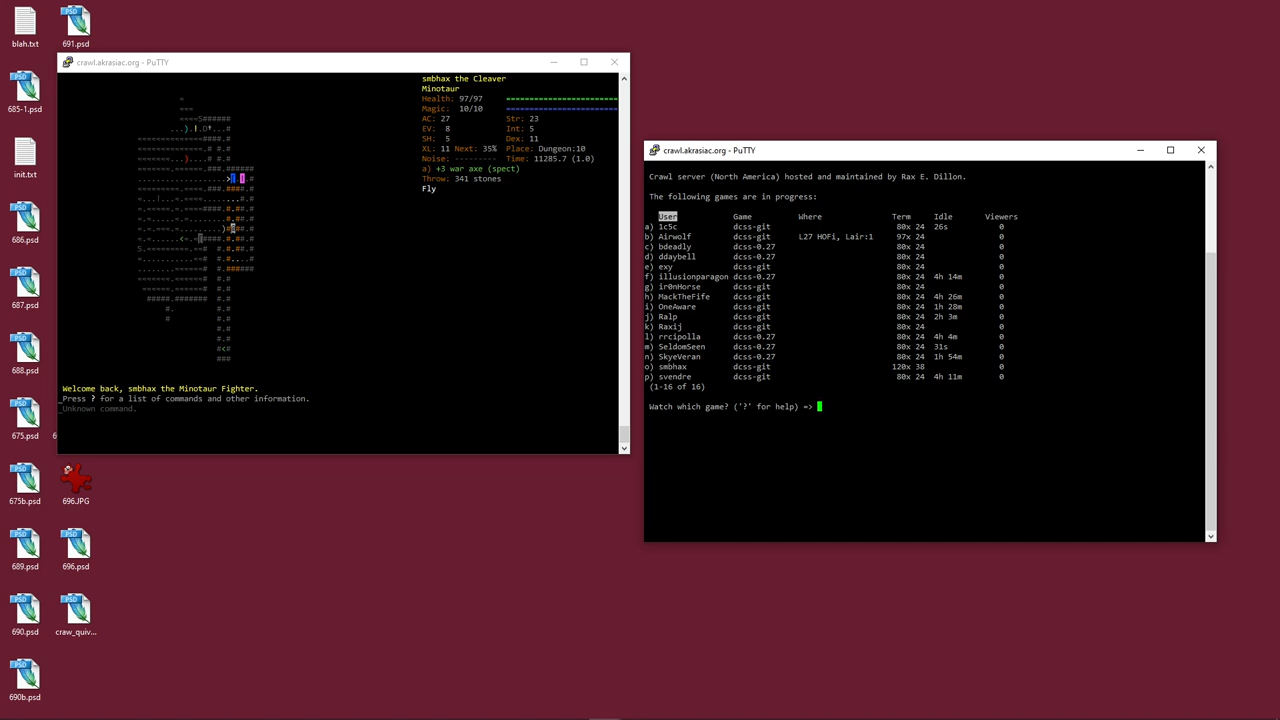 blah.txt
691.psd
685-1.psd
init.txt
686.psd
687.psd
688.psd
675.psd
6
675b.psd
696.JPG
689.psd
696.psd
690.psd
craw_quiv...
690b.psd
crawl.akrasiac.org - PuTTY
smbhax the Cleaver
Minotaur
Health: 97/97
Magic: 10/10
AC: 27 Str: 23
EV: 8 Int: 5
SH: 5 Dex: 11
XL: 11 Next: 35% Place: Dungeon:10
Noise: --------- Time: 11285.7 (1.0)
a) +3 war axe (spect)
Throw: 341 stones
Fly
Welcome back, smbhax the Minotaur Fighter.
_Press ? for a list of commands and other information.
_Unknown command.
crawl.akrasiac.org - PuTTY
Crawl server (North America) hosted and maintained by Rax E. Dillon.
The following games are in progress:
User Game Where Term Idle Viewers
a) 1c5c dcss-git 80x 24 26s 0
b) Airwolf dcss-git L27 HOFi, Lair:1 97x 24 0
c) bdeadly dcss-0.27 80x 24 0
d) ddaybell dcss-0.27 80x 24 0
e) exy dcss-git 80x 24 0
f) illusionparagon dcss-0.27 80x 24 4h 14m 0
g) ir0nHorse dcss-git 80x 24 0
h) MackTheFife dcss-git 80x 24 4h 26m 0
i) OneAware dcss-0.27 80x 24 1h 28m 0
j) Ralp dcss-git 80x 24 2h 3m 0
k) Raxij dcss-git 80x 24 0
l) rrcipolla dcss-0.27 80x 24 4h 4m 0
m) SeldomSeen dcss-git 80x 24 31s 0
n) SkyeVeran dcss-0.27 80x 24 1h 54m 0
o) smbhax dcss-git 120x 38 0
p) svendre dcss-git 80x 24 4h 11m 0
(1-16 of 16)
Watch which game? ('?' for help) =>